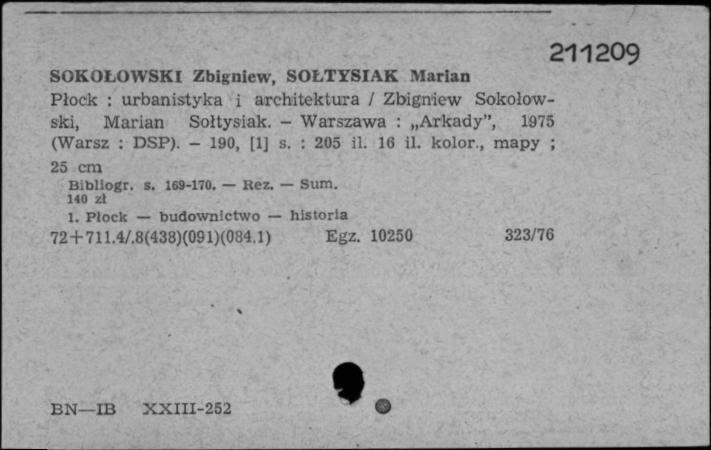 211209
SOKOŁOWSKI Zbigniew, SOŁTYSIAK Marian
Płock : urbanistyka i architektura / Zbigniew Sokołow-
ski, Marian Sołtysiak. — Warszawa : „Arkady”, 1975
(Warsz : DSP). — 190, [1] s. : 205 il. 16 il. kolor., mapy ;
25 cm
Bibliogr. s. 169-170. — Rez. — Sum.
140 zł
1. Płock — budownictwo — historia
72+711.4/.8(438)(091)(084.1) Egz. 10250 323/76
BN—IB XXIII-252